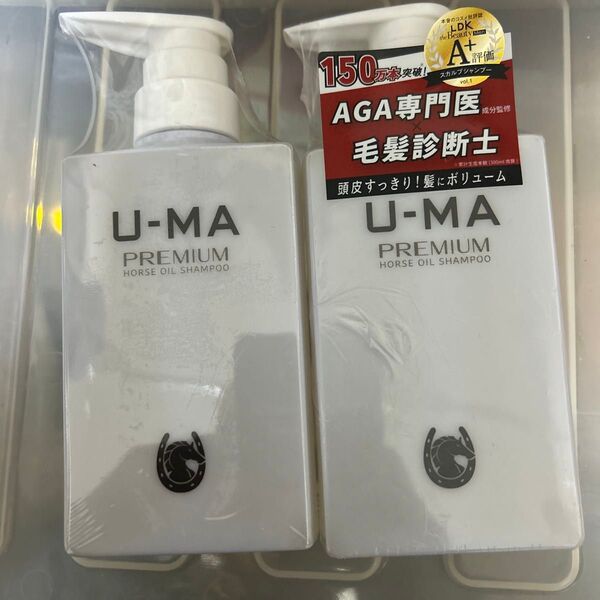 U-MA
PREMIUM
HORSE OIL SHAMPOO
LDK
the Beauty
A+
評価
スカルプシャンプー
vol.1
150万本突破!
AGA専門医成分監修
×
毛髪診断士
頭皮すっきり!髪にボリューム
U-MA
PREMIUM
HORSE OIL SHAMPOO